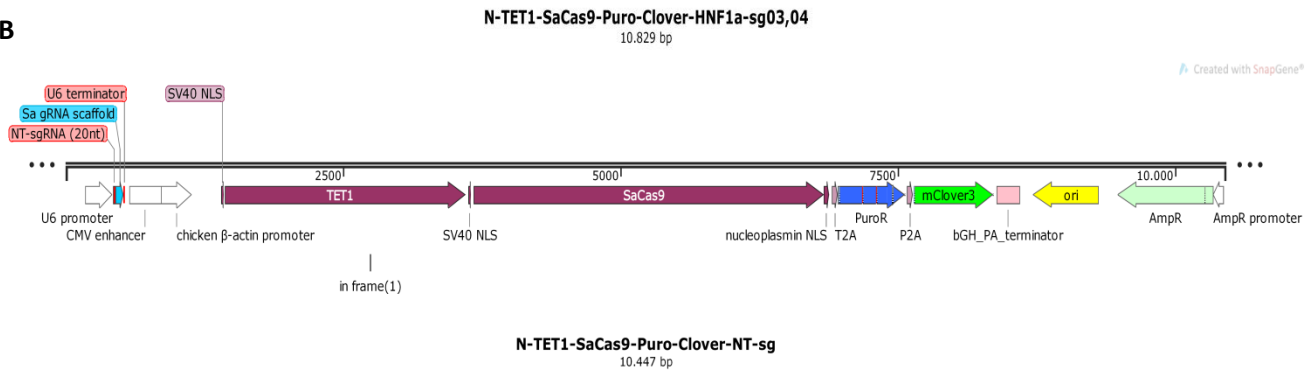 N-TET1-SaCas9-Puro-Clover-HNF1a-sg03,04
B
10.829 bp
Created with SnapGene®
U6 terminator
SV40 NLS
Sa gRNA scaffold
NT-sgRNA (20nt)
2500 5000 7500 10.000
TET1 SaCas9 mClover3 ori
U6 promoter PuroR AmpR AmpR promoter
CMV enhancer chicken β-actin promoter SV40 NLS nucleoplasmin NLS T2A P2A bGH_PA_terminator
in frame(1)
N-TET1-SaCas9-Puro-Clover-NT-sg
10.447 bp